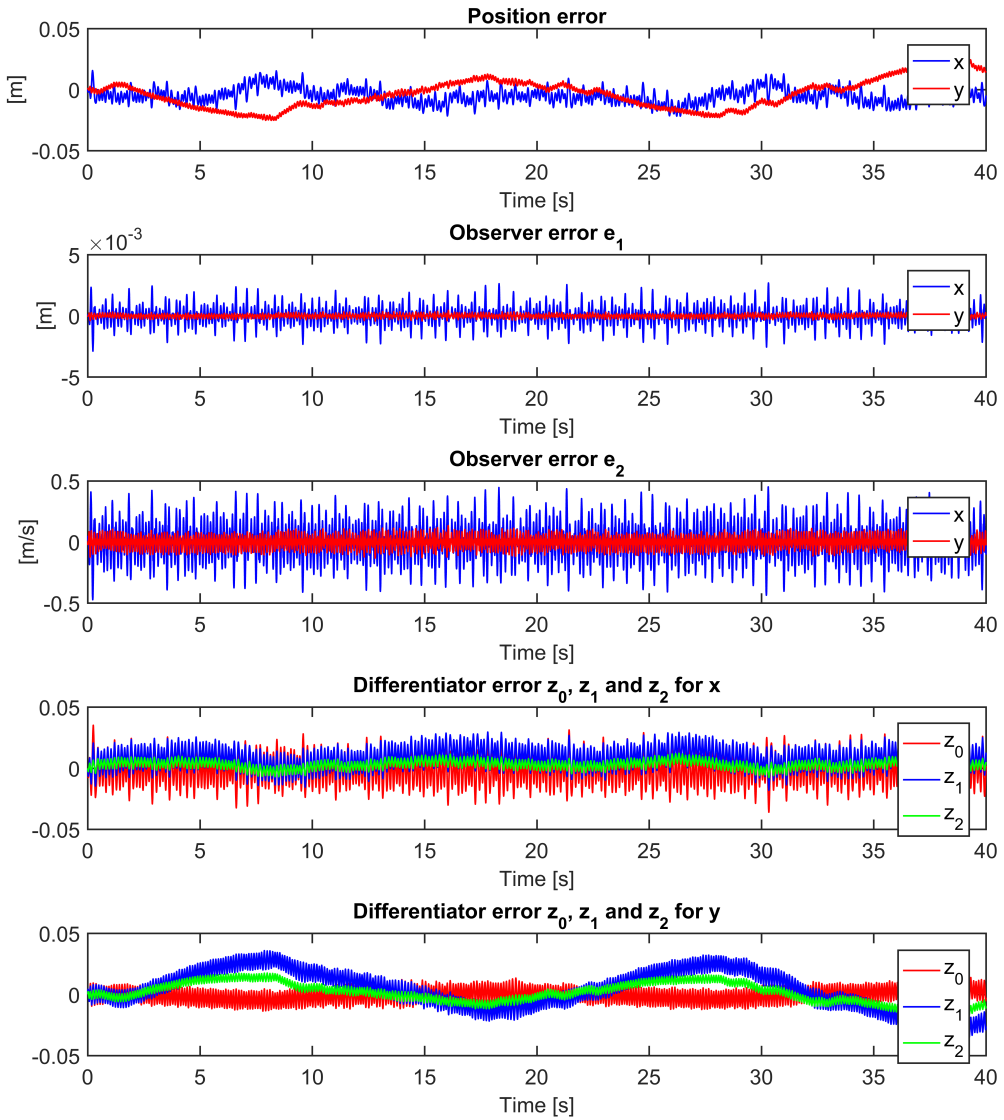 Position error
0.05
0
-0.05
[m]
x
y
0 5 10 15 20 25 30 35 40
Time [s]
Observer error e₁
×10⁻³
5
0
-5
[m]
x
y
0 5 10 15 20 25 30 35 40
Time [s]
Observer error e₂
0.5
0
-0.5
[m/s]
x
y
0 5 10 15 20 25 30 35 40
Time [s]
Differentiator error z₀, z₁ and z₂ for x
0.05
0
-0.05
z₀
z₁
z₂
0 5 10 15 20 25 30 35 40
Time [s]
Differentiator error z₀, z₁ and z₂ for y
0.05
0
-0.05
z₀
z₁
z₂
0 5 10 15 20 25 30 35 40
Time [s]